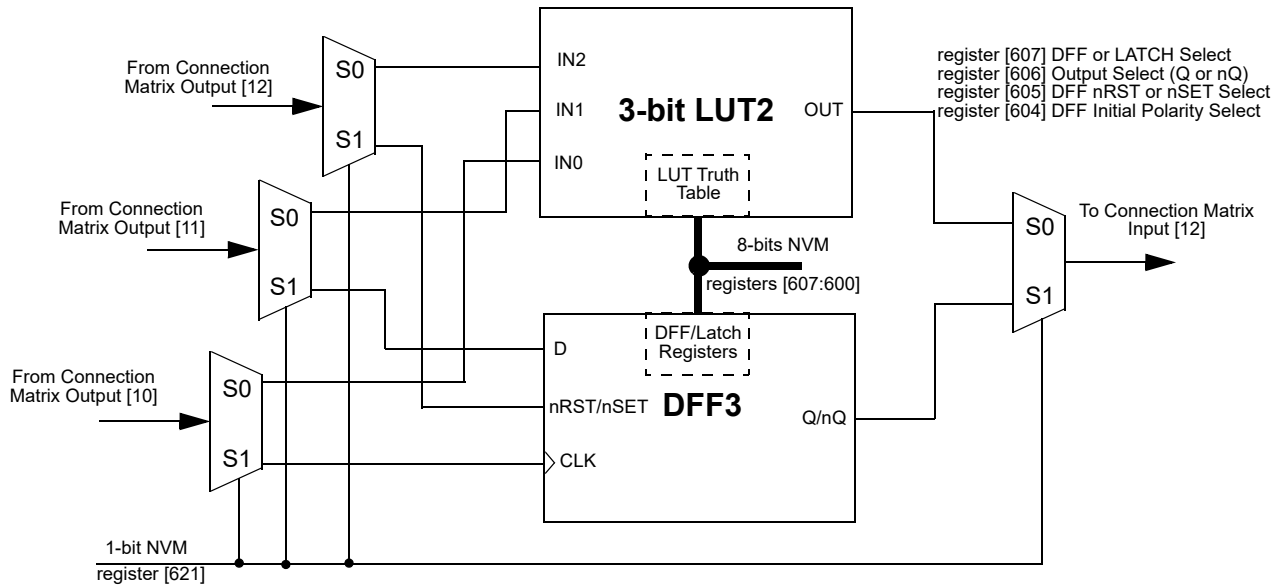 From Connection
Matrix Output [12]
S0
S1
IN2
IN1
IN0
3-bit LUT2
OUT
LUT Truth
Table
register [607] DFF or LATCH Select
register [606] Output Select (Q or nQ)
register [605] DFF nRST or nSET Select
register [604] DFF Initial Polarity Select
From Connection
Matrix Output [11]
S0
S1
8-bits NVM
registers [607:600]
S0
S1
To Connection Matrix
Input [12]
From Connection
Matrix Output [10]
S0
S1
DFF/Latch
Registers
D
nRST/nSET
CLK
DFF3
Q/nQ
1-bit NVM
register [621]